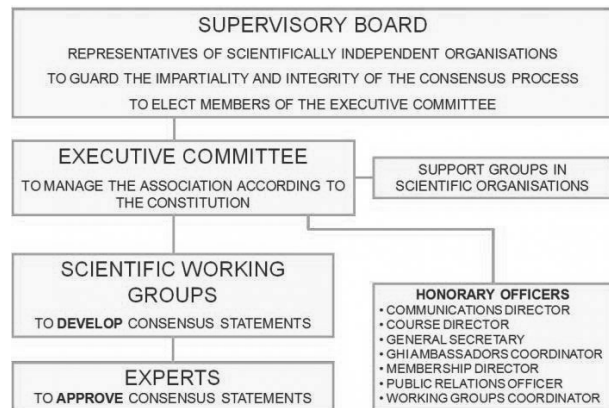 SUPERVISORY BOARD
REPRESENTATIVES OF SCIENTIFICALLY INDEPENDENT ORGANISATIONS
TO GUARD THE IMPARTIALITY AND INTEGRITY OF THE CONSENSUS PROCESS
TO ELECT MEMBERS OF THE EXECUTIVE COMMITTEE
EXECUTIVE COMMITTEE
TO MANAGE THE ASSOCIATION ACCORDING TO
THE CONSTITUTION
SUPPORT GROUPS IN
SCIENTIFIC ORGANISATIONS
SCIENTIFIC WORKING
GROUPS
TO DEVELOP CONSENSUS STATEMENTS
EXPERTS
TO APPROVE CONSENSUS STATEMENTS
HONORARY OFFICERS
• COMMUNICATIONS DIRECTOR
• COURSE DIRECTOR
• GENERAL SECRETARY
• GHI AMBASSADORS COORDINATOR
• MEMBERSHIP DIRECTOR
• PUBLIC RELATIONS OFFICER
• WORKING GROUPS COORDINATOR